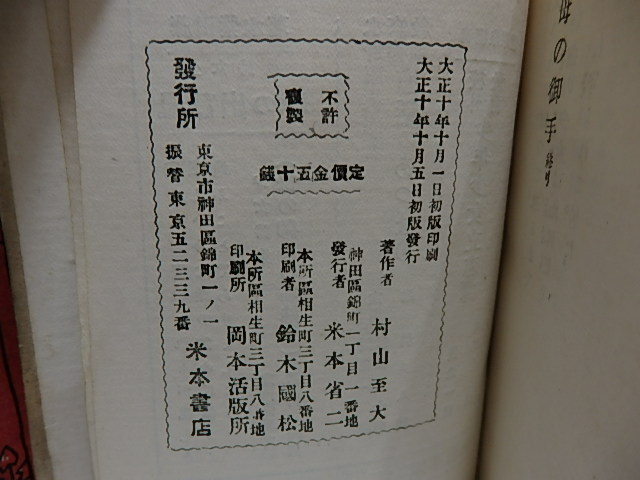 母の御手
大正十年十月一日初版印刷
大正十年十月五日初版發行
不許
複製
定價金五十錢
著作者 村山至大
神田區錦町一丁目一番地
發行者 米本省二
本所區相生町三丁目八番地
印刷者 鈴木國松
本所區相生町三丁目八番地
印刷所 岡本活版所
發行所
東京市神田區錦町一ノ一
振替東京五二三三九番
米本書店